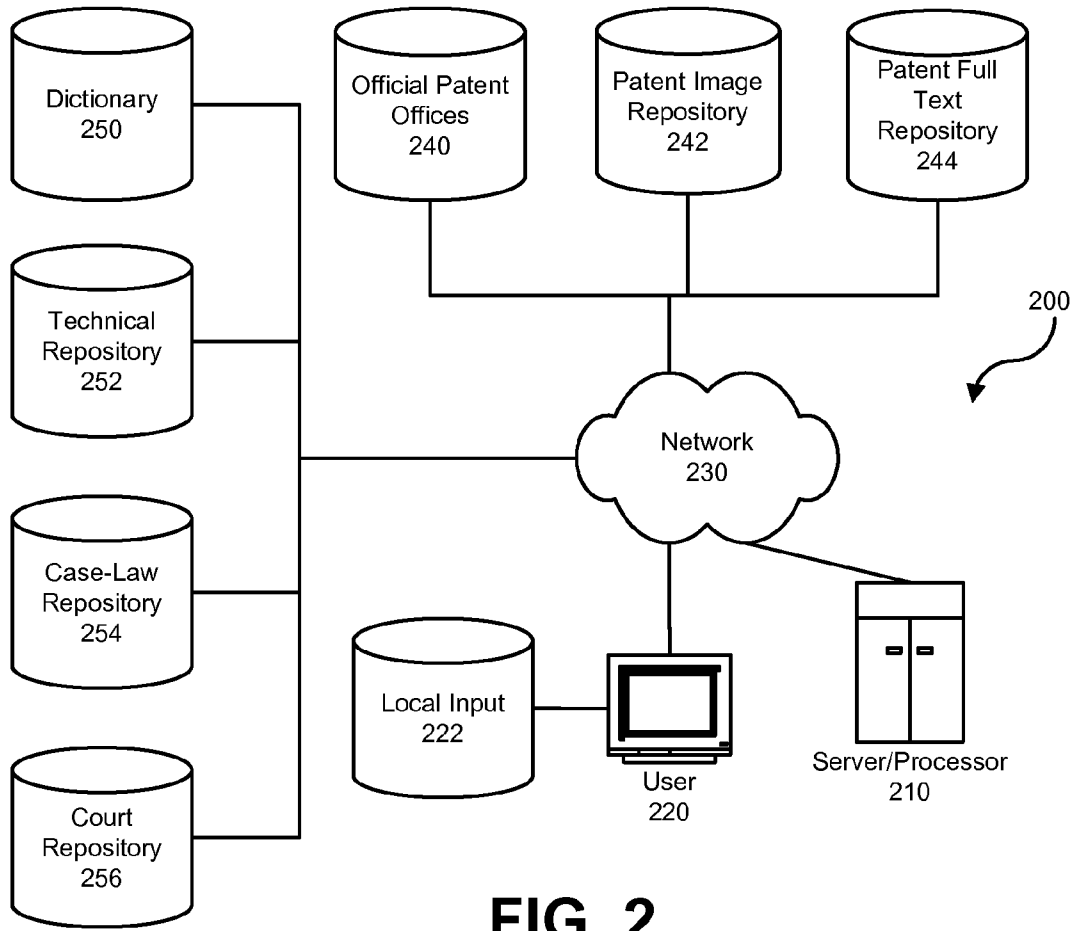 Dictionary
250
Official Patent
Offices
240
Patent Image
Repository
242
Patent Full
Text
Repository
244
Technical
Repository
252
200
Network
230
Case-Law
Repository
254
Local Input
222
User
220
Server/Processor
210
Court
Repository
256
FIG. 2